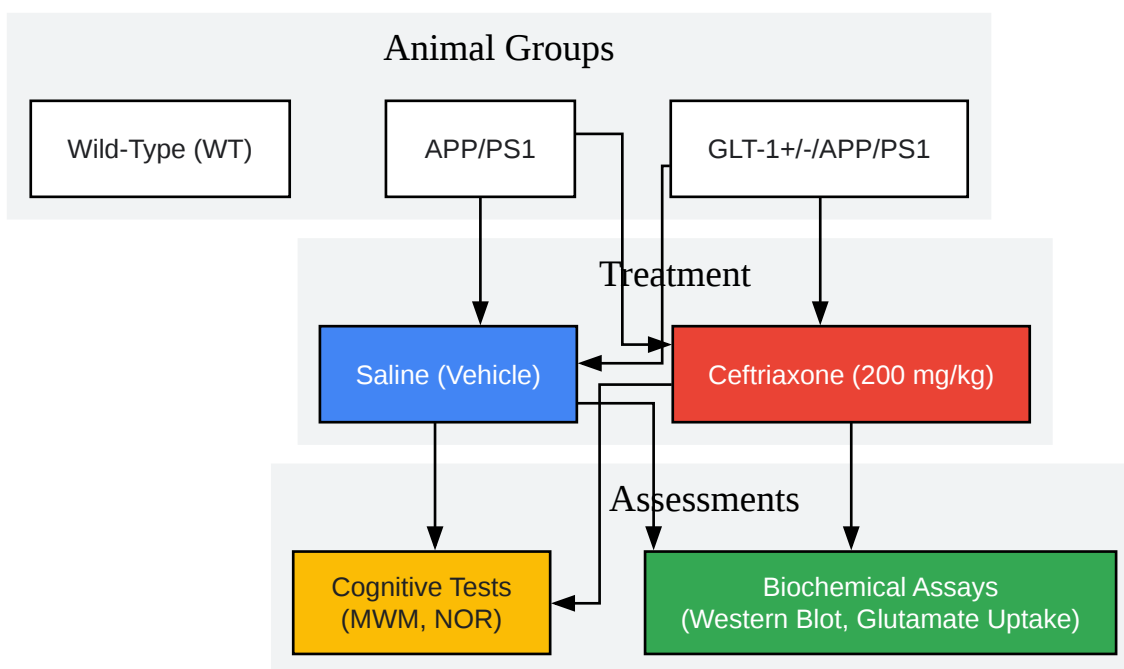 Animal Groups
Wild-Type (WT)
APP/PS1
GLT-1+/-/APP/PS1
Treatment
Saline (Vehicle)
Ceftriaxone (200 mg/kg)
Assessments
Cognitive Tests
(MWM, NOR)
Biochemical Assays
(Western Blot, Glutamate Uptake)